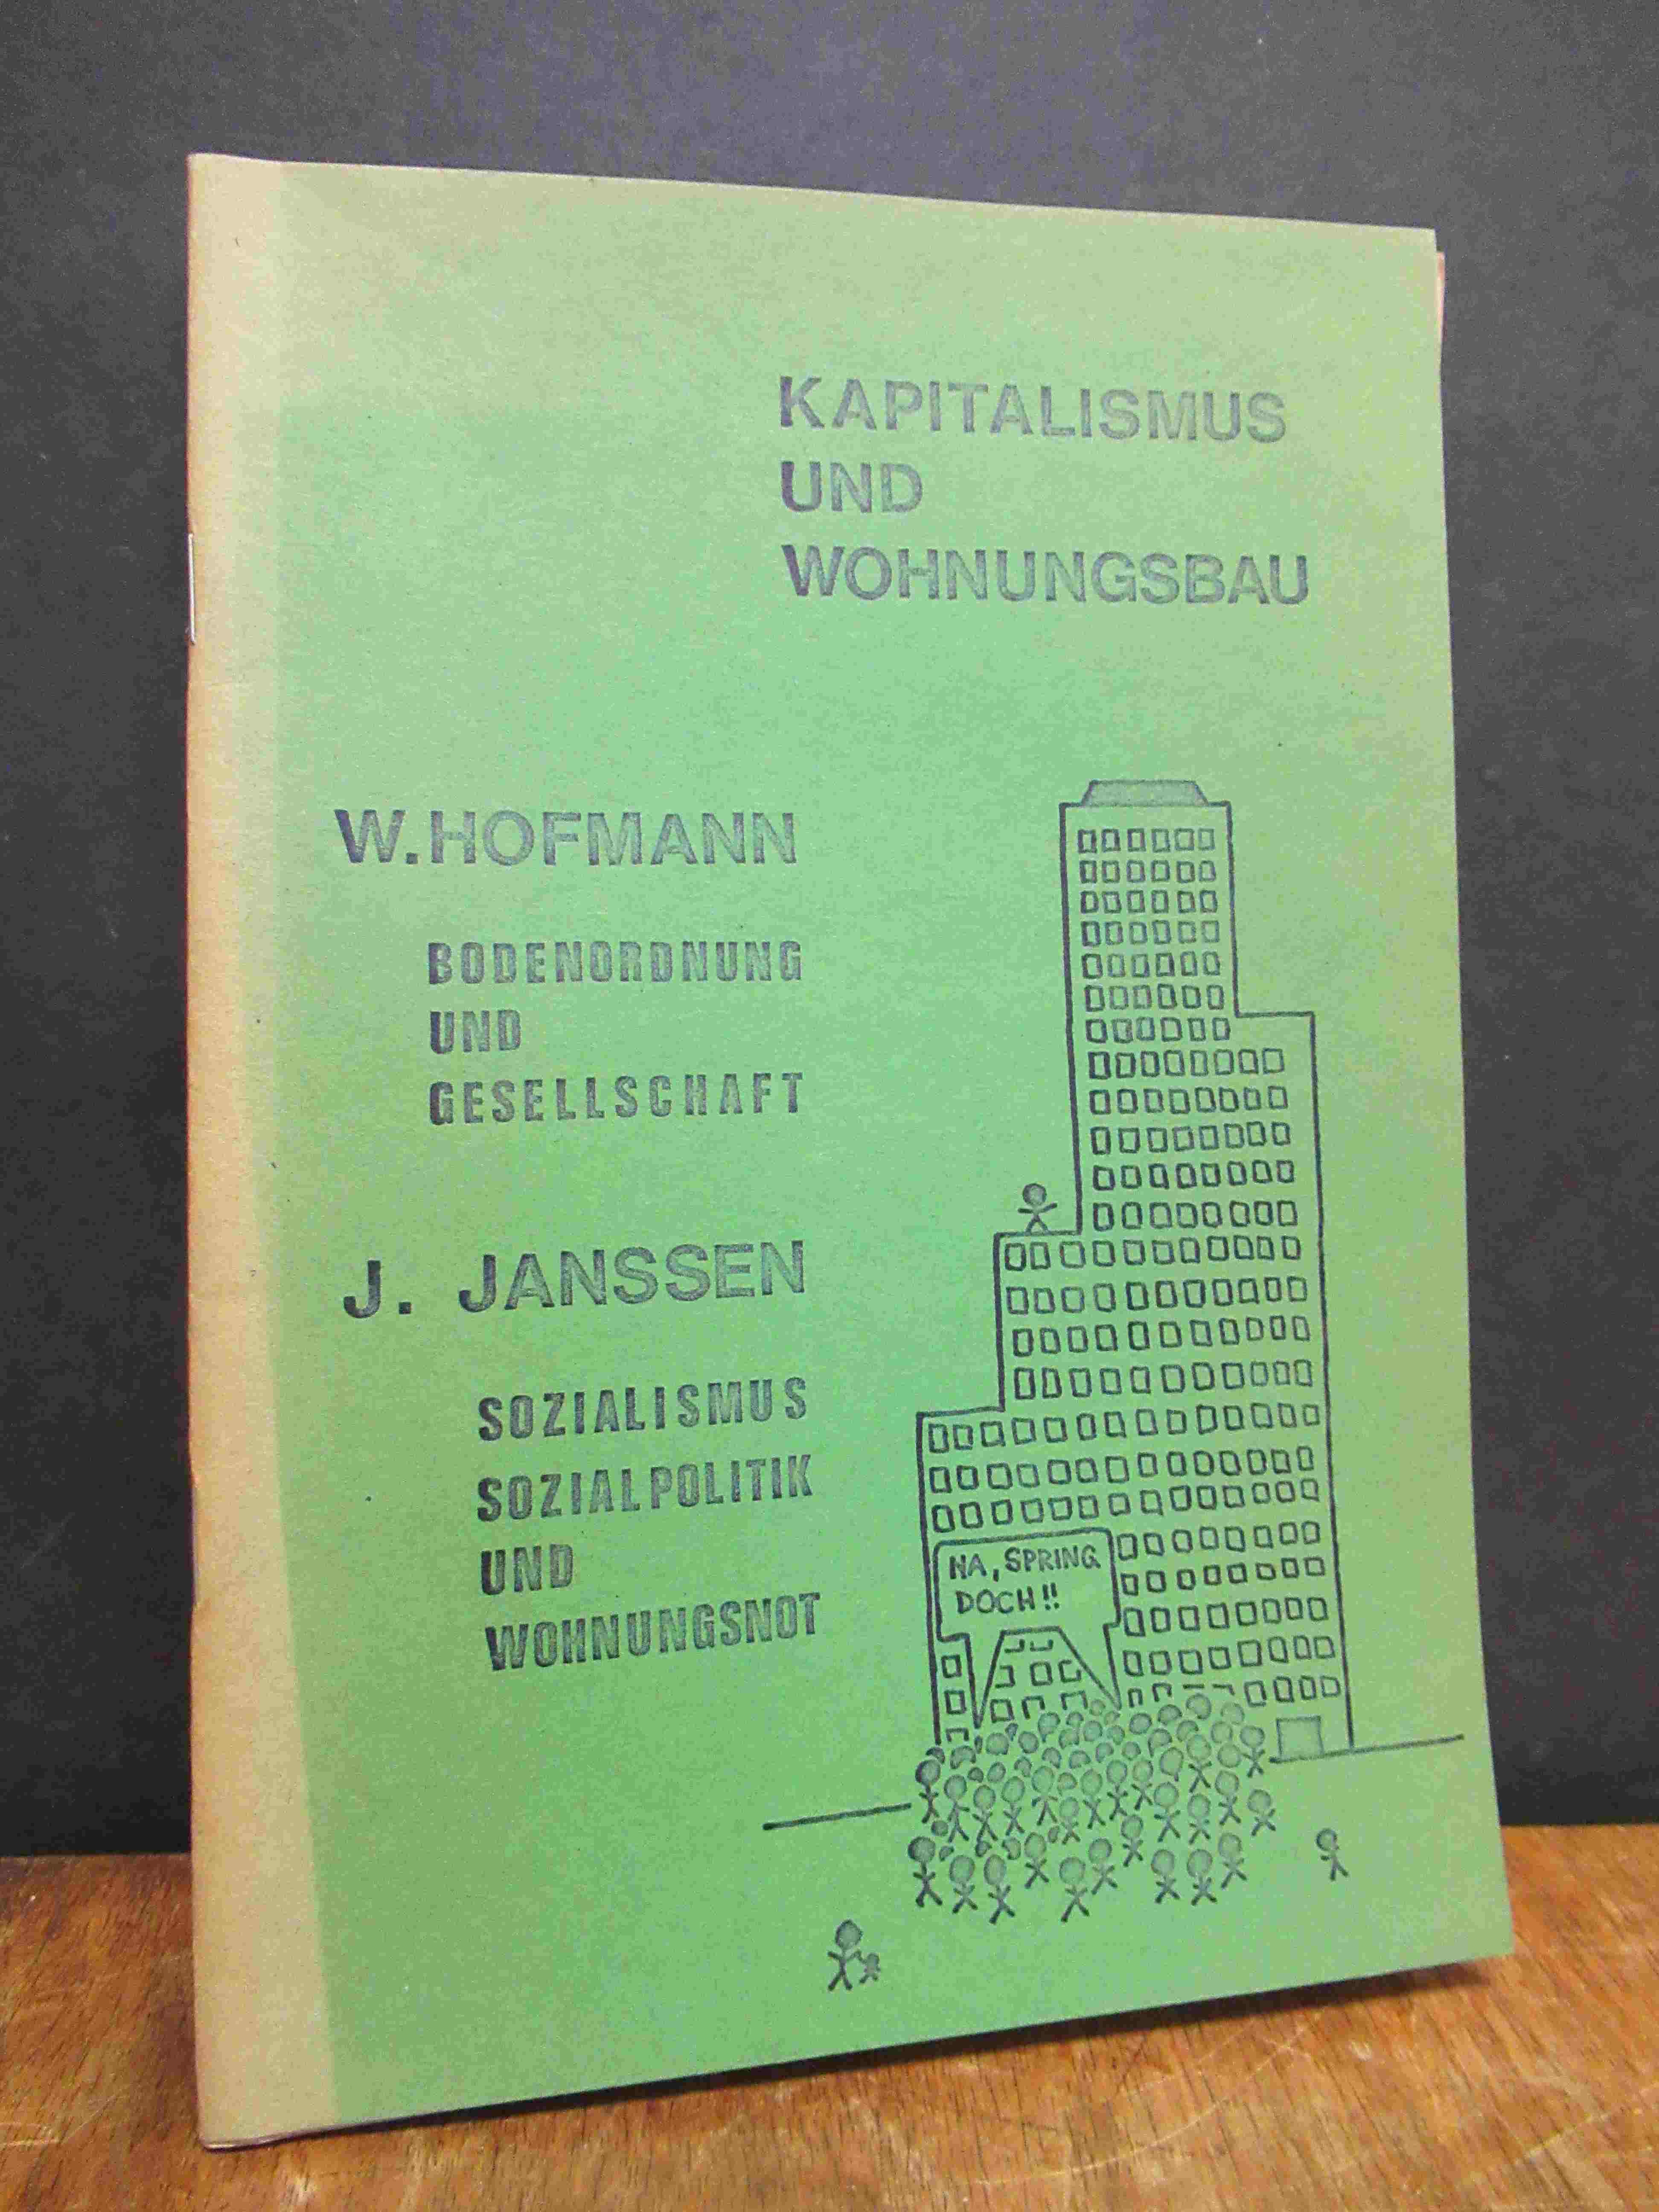 KAPITALISMUS
UND
WOHNUNGSBAU
W.HOFMANN
BODENORDNUNG
UND
GESELLSCHAFT
J. JANSSEN
SOZIALISMUS
SOZIALPOLITIK
UND
WOHNUNGSNOT
NA, SPRING
DOCH!!